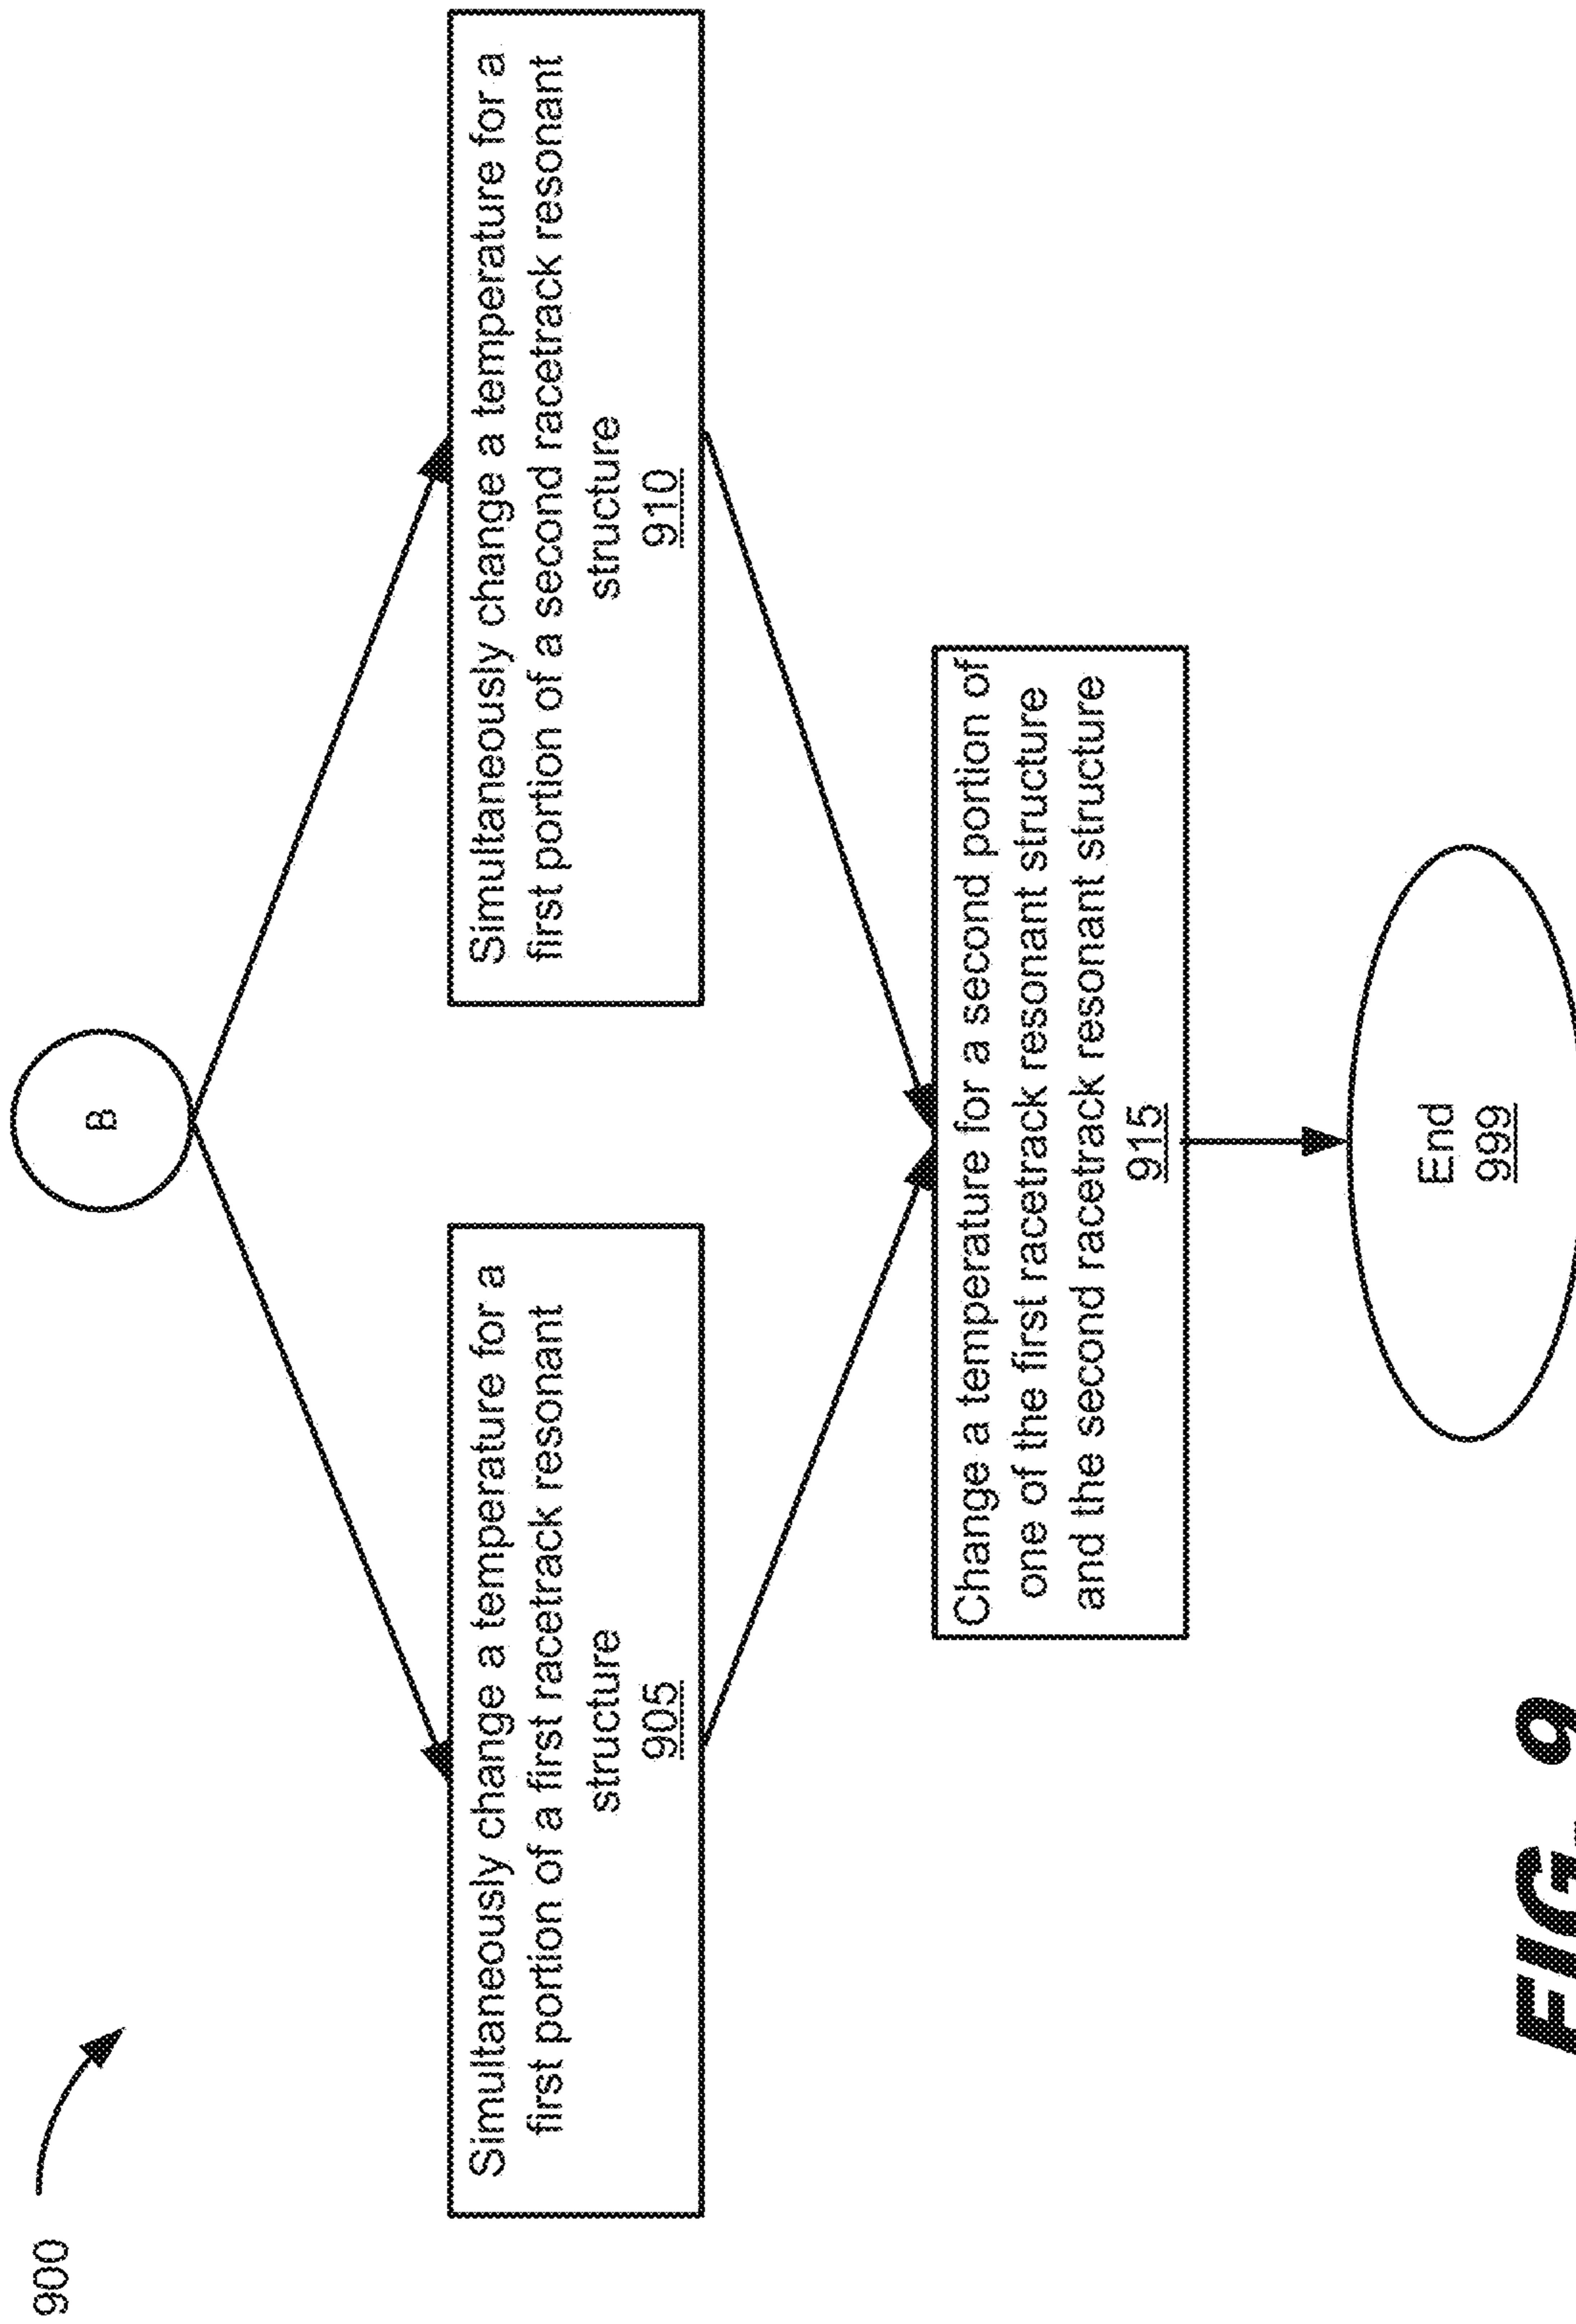 900
B
Simultaneously change a temperature for a
first portion of a first racetrack resonant
structure
905
Simultaneously change a temperature for a
first portion of a second racetrack resonant
structure
910
Change a temperature for a second portion of
one of the first racetrack resonant structure
and the second racetrack resonant structure
915
End
999
FIG. 9